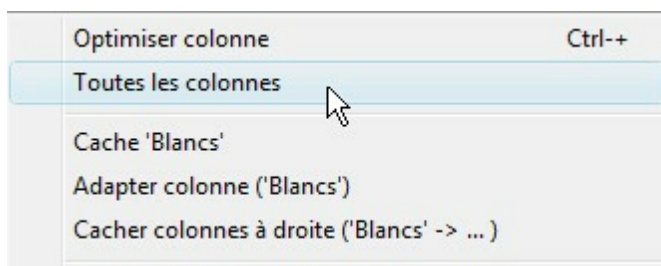 Optimiser colonne Ctrl-+
Toutes les colonnes
Cache 'Blancs'
Adapter colonne ('Blancs')
Cacher colonnes à droite ('Blancs' -> ... )